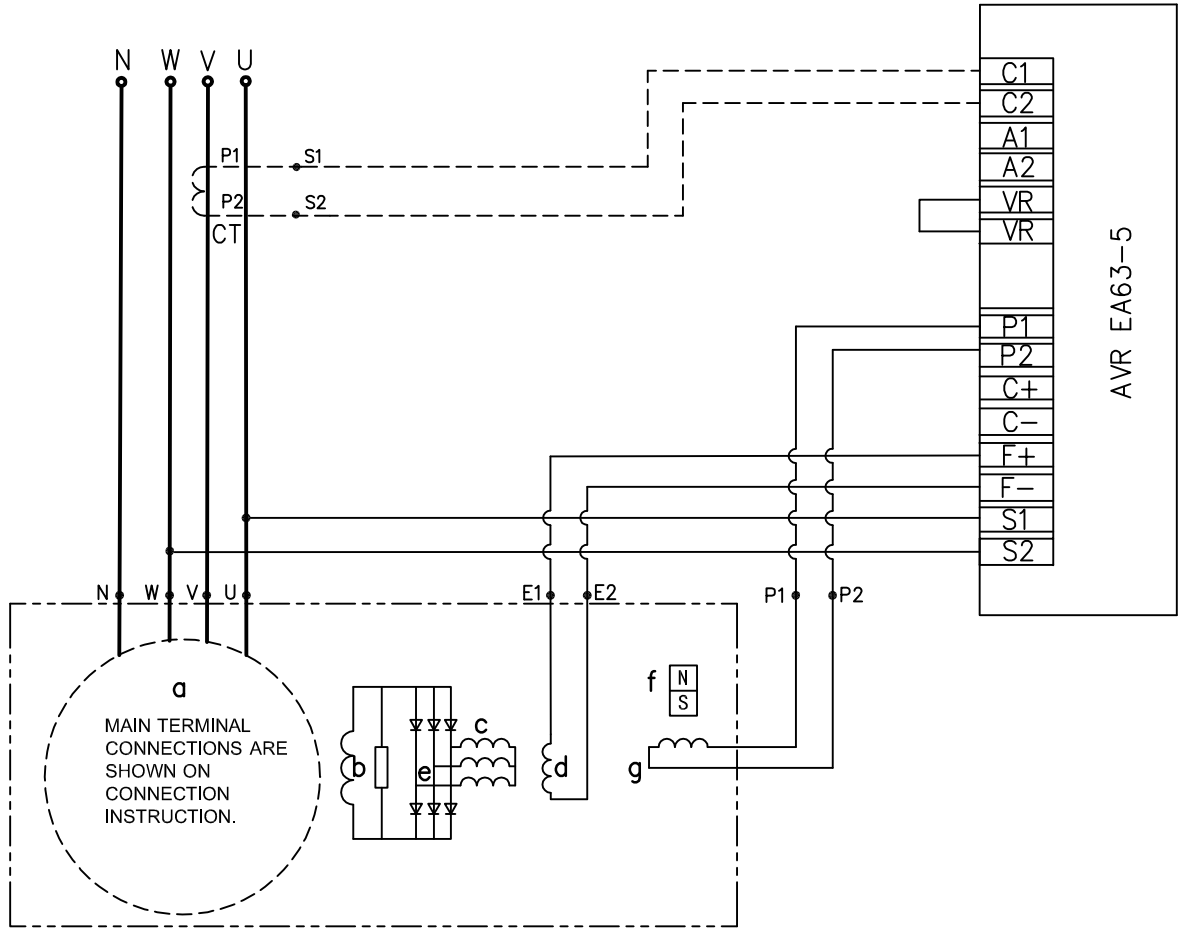 N W V U
C1
C2
A1
A2
VR
VR
P1
P2
C+
C-
F+
F-
S1
S2
AVR EA63-5
P1 S1
P2 S2
CT
N W V U E1 E2 P1 P2
a
MAIN TERMINAL
CONNECTIONS ARE
SHOWN ON
CONNECTION
INSTRUCTION.
b
e
c
d
f
N
S
g